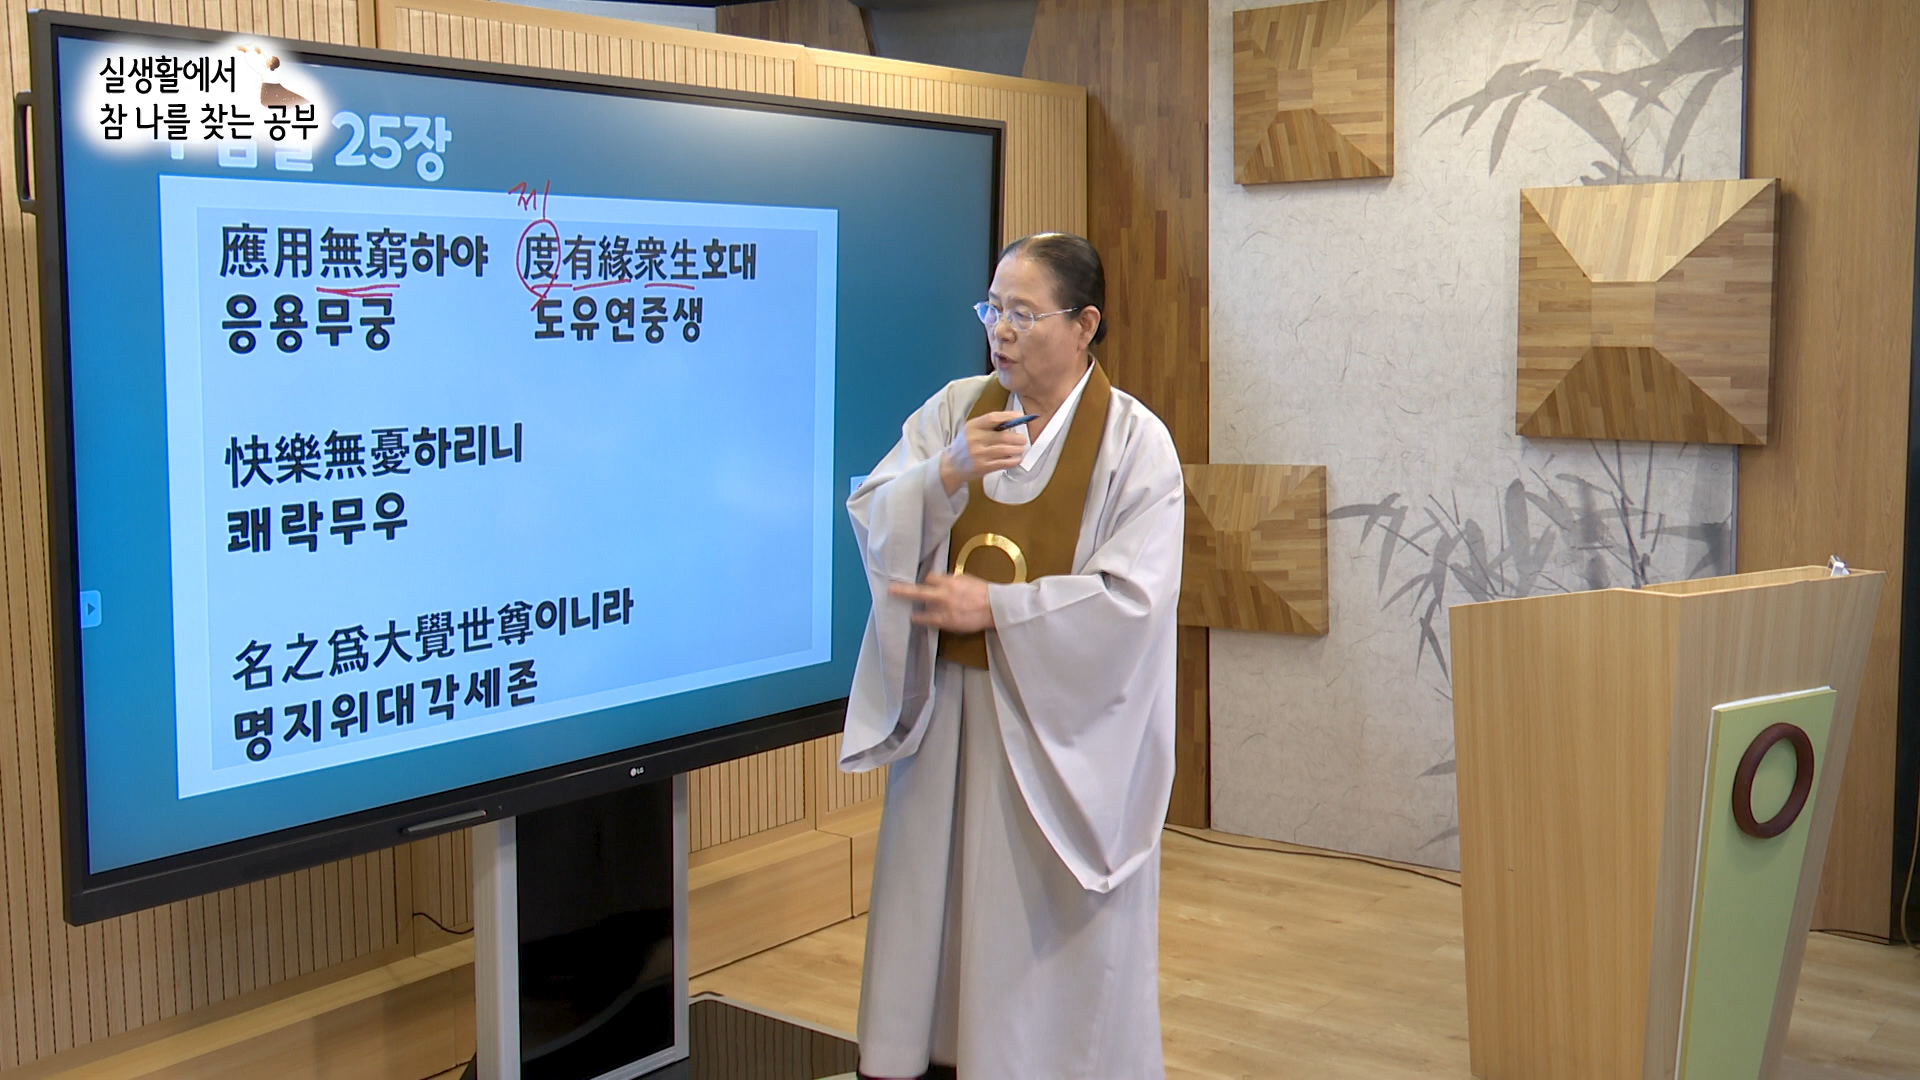 실생활에서
참 나를 찾는 공부
25장
제
應用無窮하야 度有緣衆生호대
응용무궁 도유연중생
快樂無憂하리니
쾌락무우
名之爲大覺世尊이니라
명지위대각세존
LG